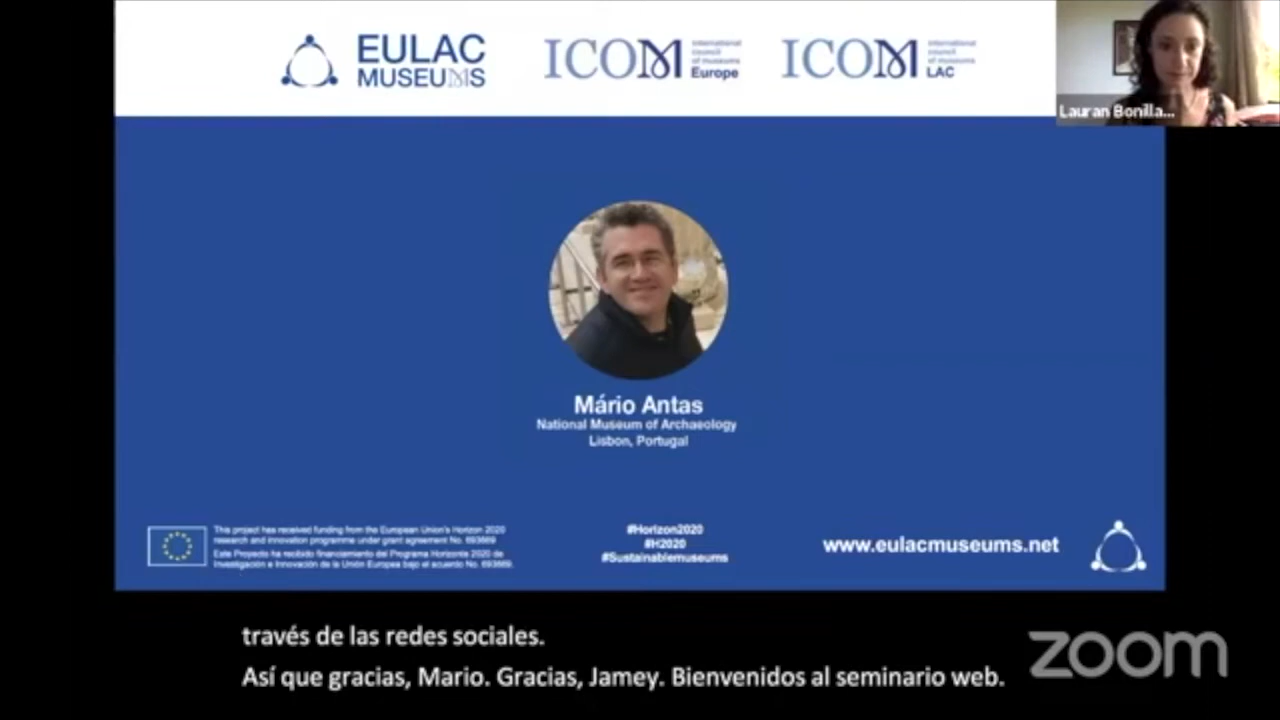 EULAC
MUSEUMS
ICOM
international
council
of museums
Europe
ICOM
international
council
of museums
LAC
Lauran Bonilla...
Mário Antas
National Museum of Archaeology
Lisbon, Portugal
This project has received funding from the European Union's Horizon 2020
research and innovation programme under grant agreement No. 693669
Este Proyecto ha recibido financiamiento del Programa Horizonte 2020 de
Investigación e Innovación de la Unión Europea bajo el acuerdo No. 693669.
#Horizon2020
#H2020
#Sustainablemuseums
www.eulacmuseums.net
través de las redes sociales.
Así que gracias, Mario. Gracias, Jamey. Bienvenidos al seminario web.
zoom